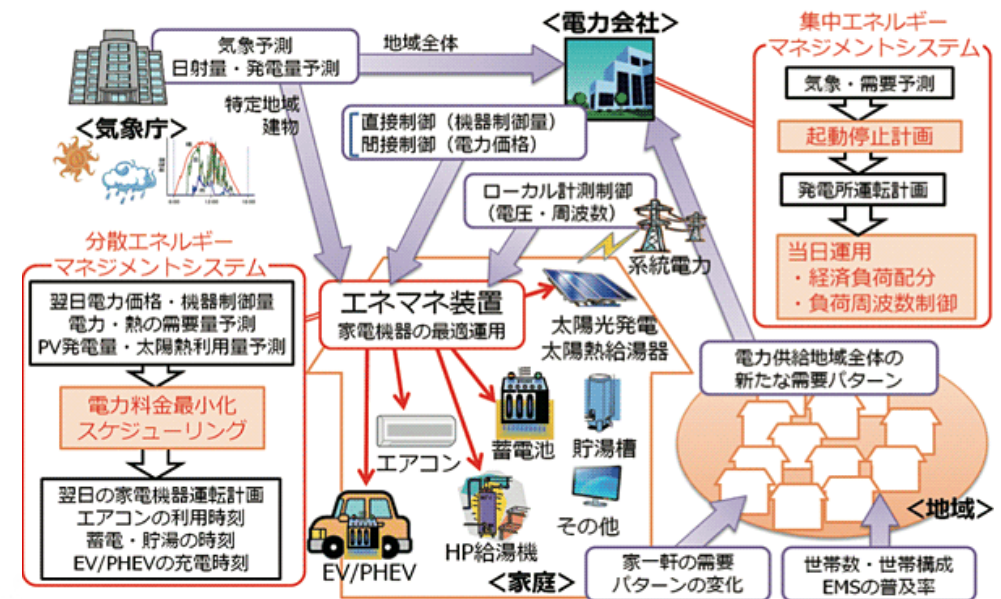 気象予測
日射量・発電量予測
地域全体
<電力会社>
<気象庁>
特定地域
建物
直接制御（機器制御量）
間接制御（電力価格）
ローカル計測制御
（電圧・周波数）
系統電力
集中エネルギー
マネジメントシステム
気象・需要予測
起動停止計画
発電所運転計画
当日運用
・経済負荷配分
・負荷周波数制御
6:00
12:00
18:00
分散エネルギー
マネジメントシステム
翌日電力価格・機器制御量
電力・熱の需要量予測
PV発電量・太陽熱利用量予測
電力料金最小化
スケジューリング
翌日の家電機器運転計画
エアコンの利用時刻
蓄電・貯湯の時刻
EV/PHEVの充電時刻
エネマネ装置
家電機器の最適運用
太陽光発電
太陽熱給湯器
エアコン
蓄電池
貯湯槽
EV/PHEV
HP給湯機
その他
<家庭>
電力供給地域全体の
新たな需要パターン
<地域>
家一軒の需要
パターンの変化
世帯数・世帯構成
EMSの普及率